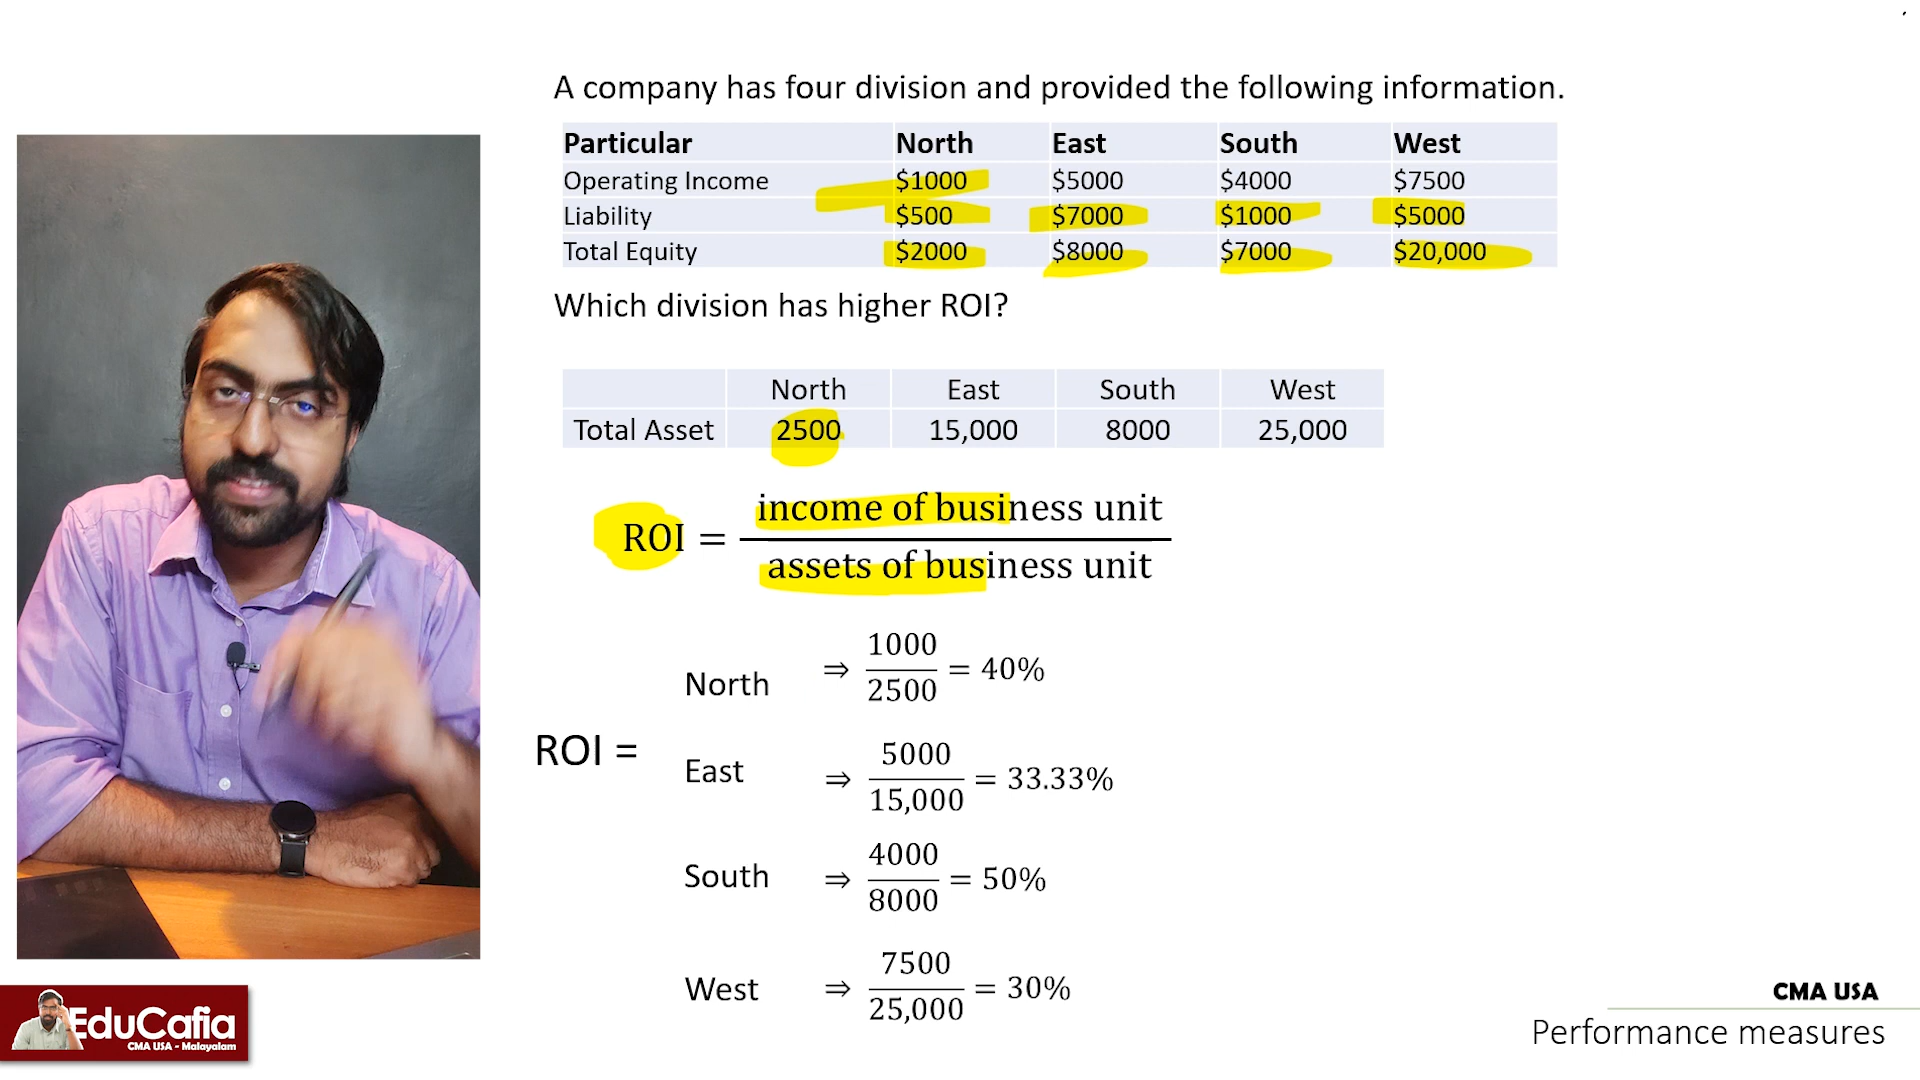 A company has four division and provided the following information.
Particular North East South West
Operating Income $1000 $5000 $4000 $7500
Liability $500 $7000 $1000 $5000
Total Equity $2000 $8000 $7000 $20,000
Which division has higher ROI?
North East South West
Total Asset 2500 15,000 8000 25,000
ROI = income of business unit
assets of business unit
ROI =
North ⇒ 1000/2500 = 40%
East ⇒ 5000/15,000 = 33.33%
South ⇒ 4000/8000 = 50%
West ⇒ 7500/25,000 = 30%
EduCafia
CMA USA - Malayalam
CMA USA
Performance measures